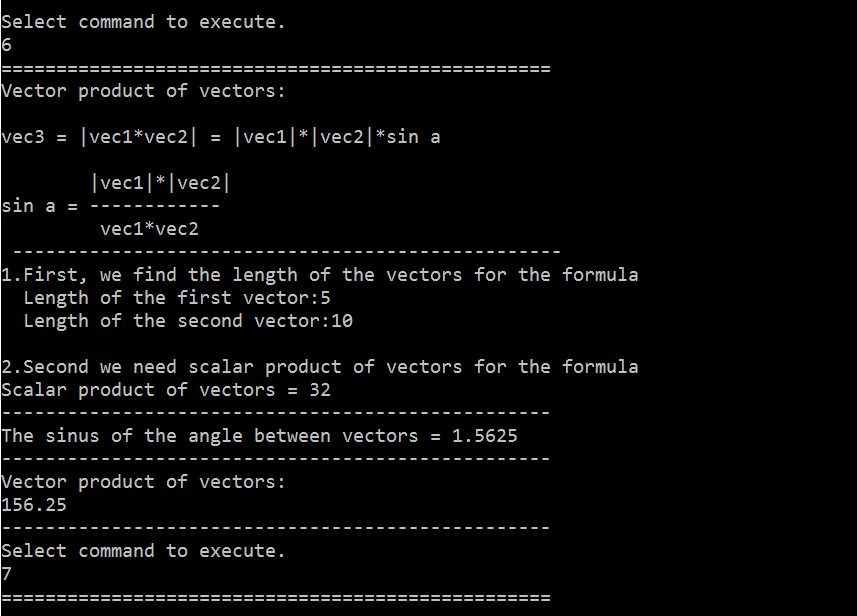 Select command to execute.
6
==================================================
Vector product of vectors:
vec3 = |vec1*vec2| = |vec1|*|vec2|*sin a
|vec1|*|vec2|
sin a = ------------
vec1*vec2
--------------------------------------------------
1.First, we find the length of the vectors for the formula
Length of the first vector:5
Length of the second vector:10
2.Second we need scalar product of vectors for the formula
Scalar product of vectors = 32
--------------------------------------------------
The sinus of the angle between vectors = 1.5625
--------------------------------------------------
Vector product of vectors:
156.25
--------------------------------------------------
Select command to execute.
7
==================================================